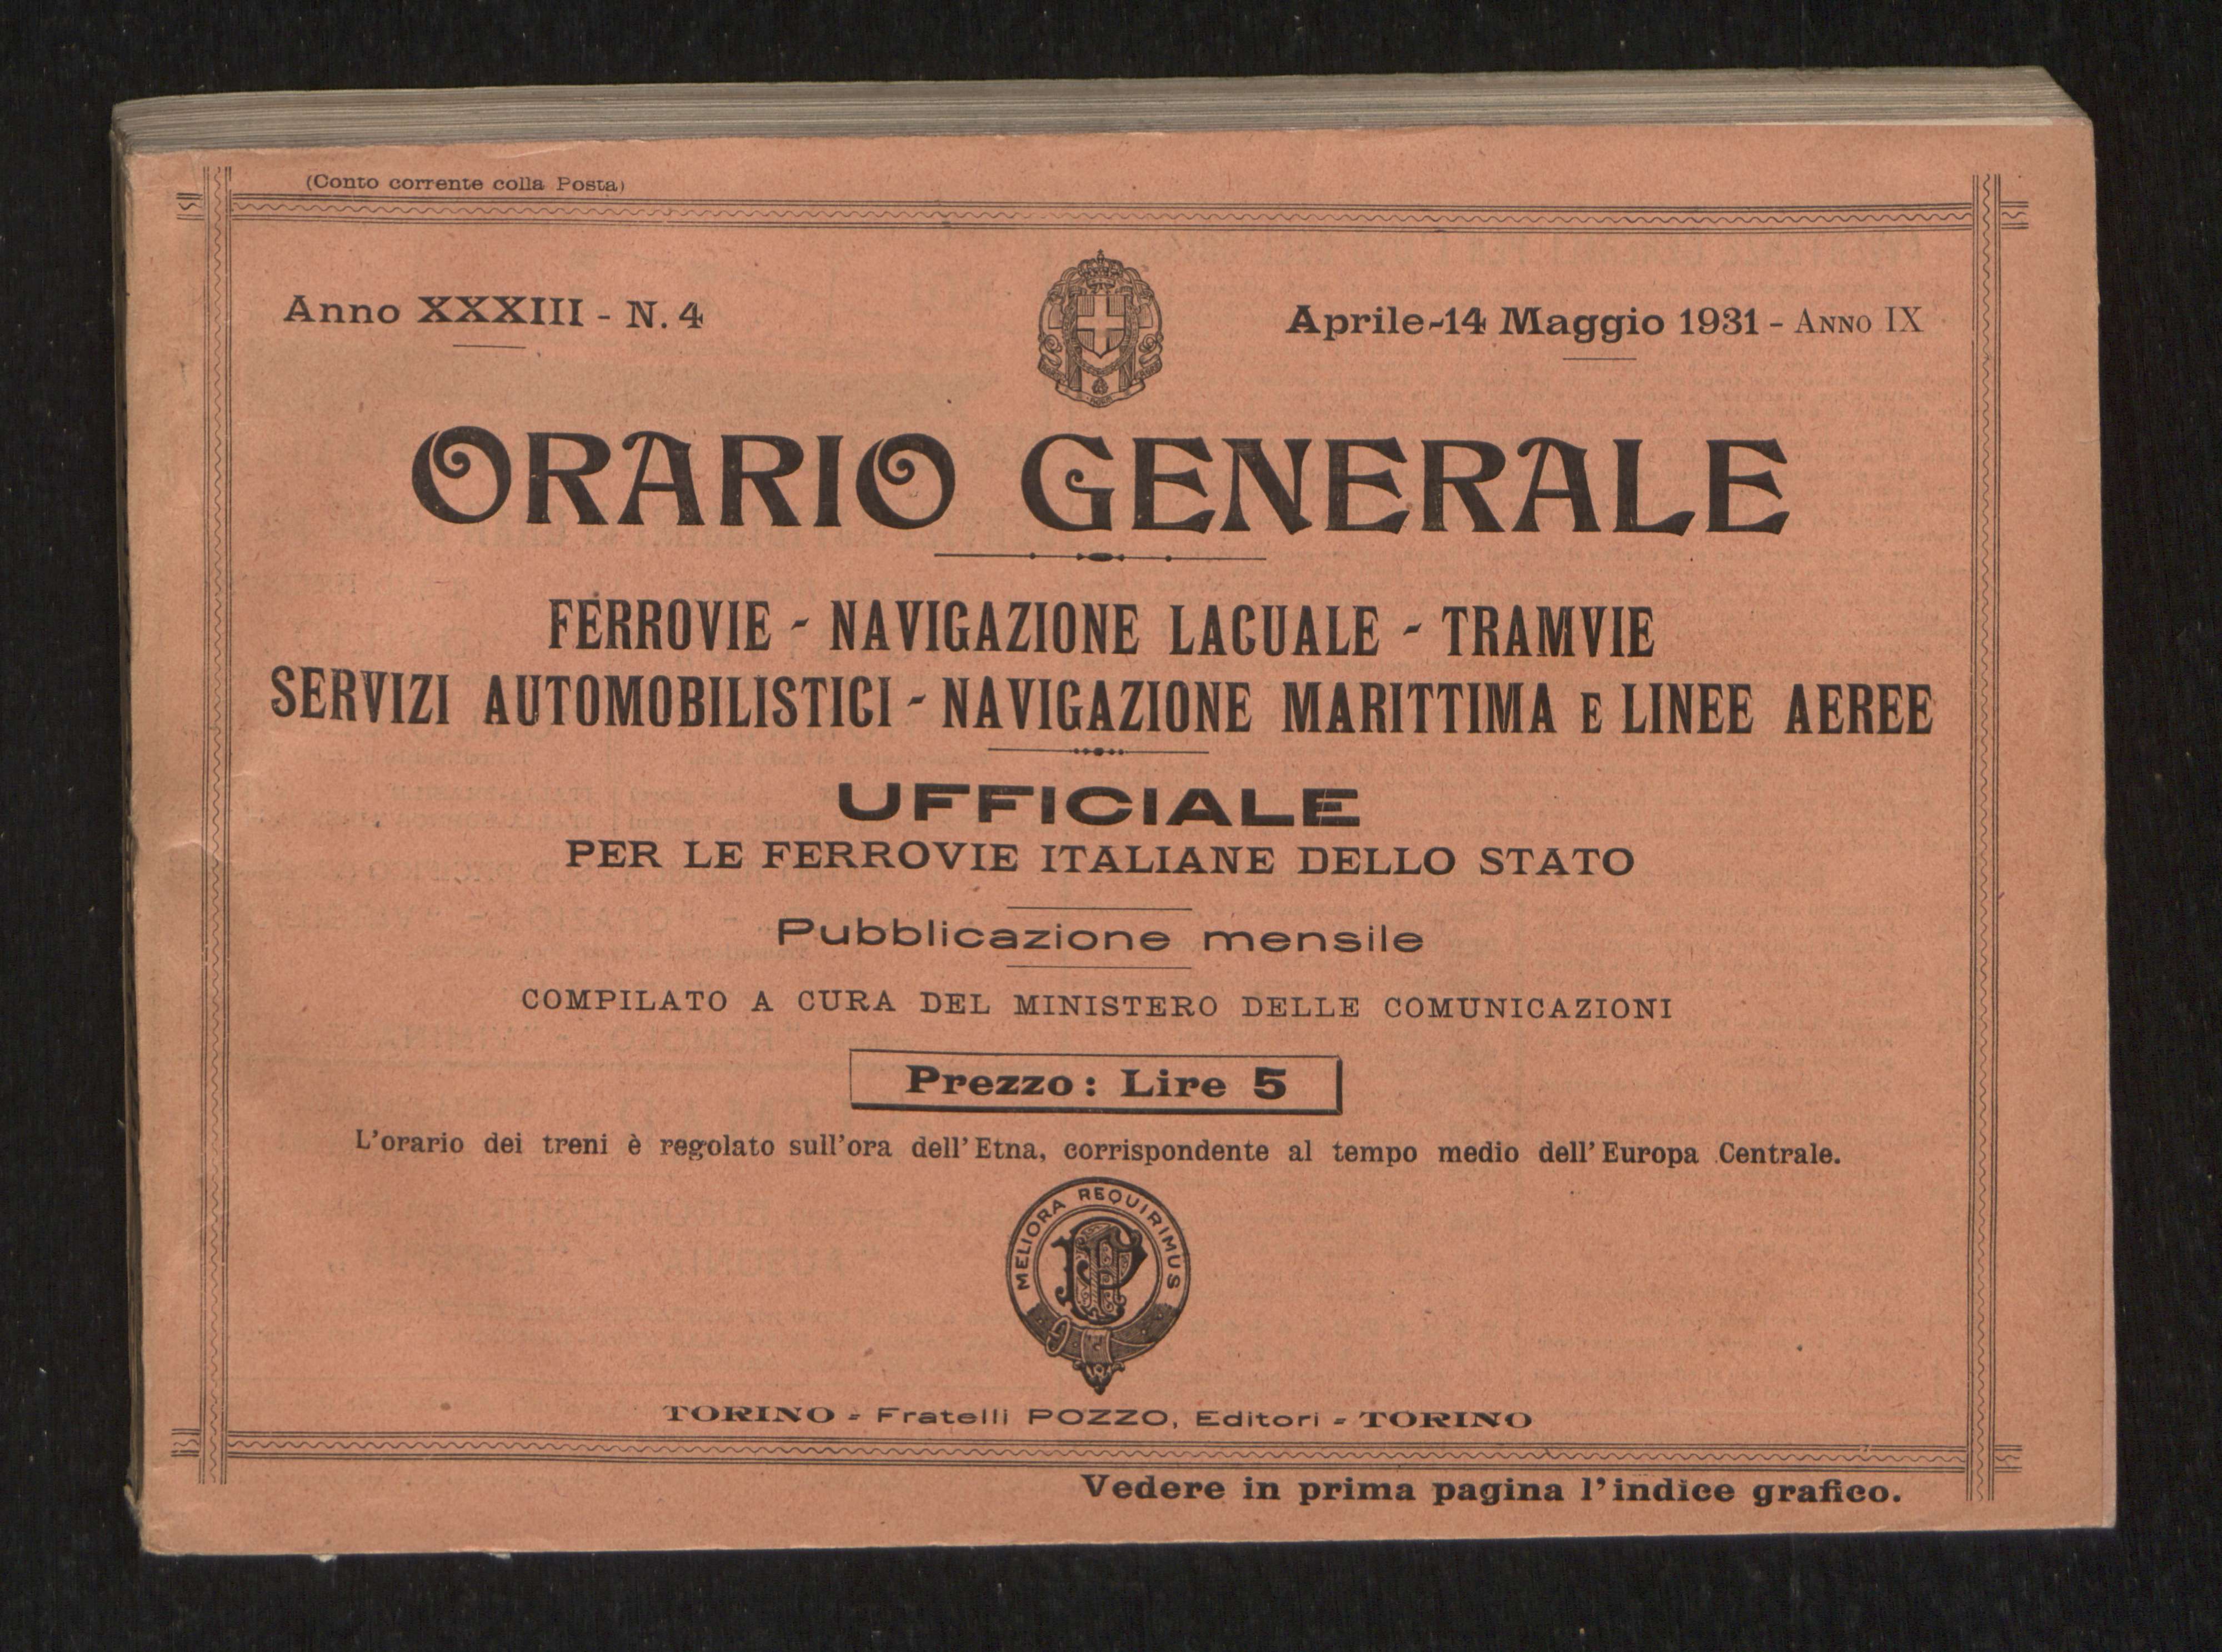 (Conto corrente colla Posta)
Anno XXXIII - N. 4
Aprile-14 Maggio 1931 - ANNO IX
ORARIO GENERALE
FERROVIE - NAVIGAZIONE LACUALE - TRAMVIE
SERVIZI AUTOMOBILISTICI - NAVIGAZIONE MARITTIMA E LINEE AEREE
UFFICIALE
PER LE FERROVIE ITALIANE DELLO STATO
Pubblicazione mensile
COMPILATO A CURA DEL MINISTERO DELLE COMUNICAZIONI
Prezzo: Lire 5
L'orario dei treni è regolato sull'ora dell'Etna, corrispondente al tempo medio dell'Europa Centrale.
MELIORA REQUIRIMUS
TORINO - Fratelli POZZO, Editori - TORINO
Vedere in prima pagina l'indice grafico.